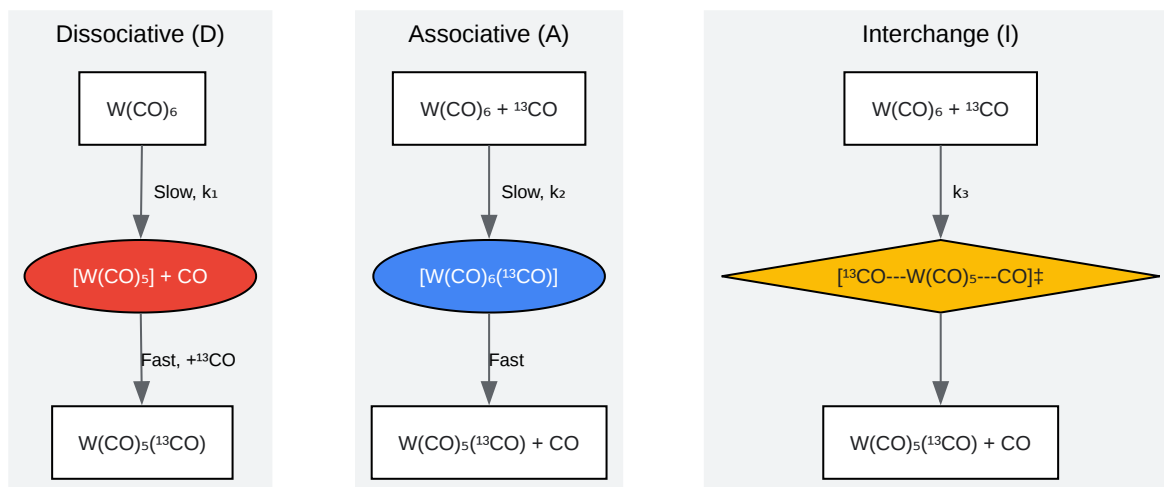 Dissociative (D)
W(CO)₆
Slow, k₁
[W(CO)₅] + CO
Fast, +¹³CO
W(CO)₅(¹³CO)
Associative (A)
W(CO)₆ + ¹³CO
Slow, k₂
[W(CO)₆(¹³CO)]
Fast
W(CO)₅(¹³CO) + CO
Interchange (I)
W(CO)₆ + ¹³CO
k₃
[¹³CO---W(CO)₅---CO]‡
W(CO)₅(¹³CO) + CO